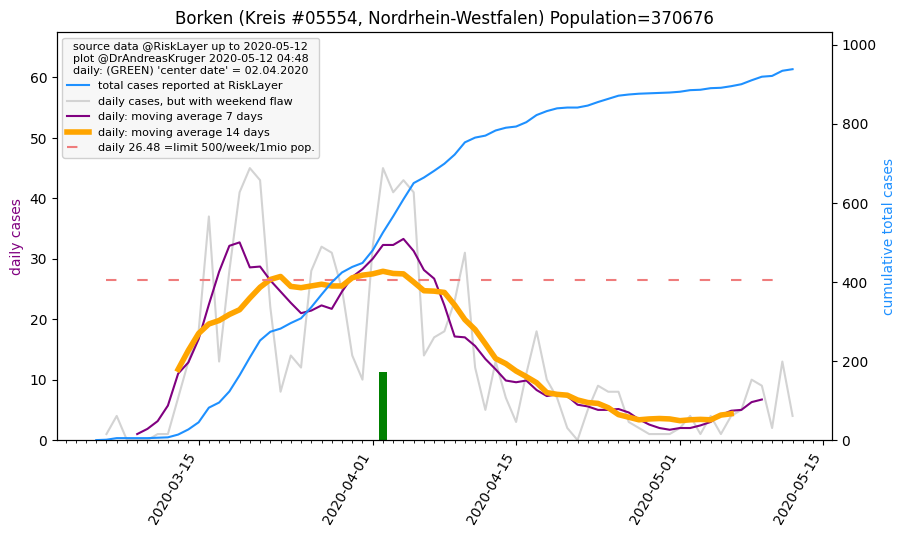 Borken (Kreis #05554, Nordrhein-Westfalen) Population=370676
source data @RiskLayer up to 2020-05-12
plot @DrAndreasKruger 2020-05-12 04:48
daily: (GREEN) 'center date' = 02.04.2020
total cases reported at RiskLayer
daily cases, but with weekend flaw
daily: moving average 7 days
daily: moving average 14 days
daily 26.48 =limit 500/week/1mio pop.
daily cases
60
50
40
30
20
10
0
cumulative total cases
1000
800
600
400
200
0
2020-03-15
2020-04-01
2020-04-15
2020-05-01
2020-05-15